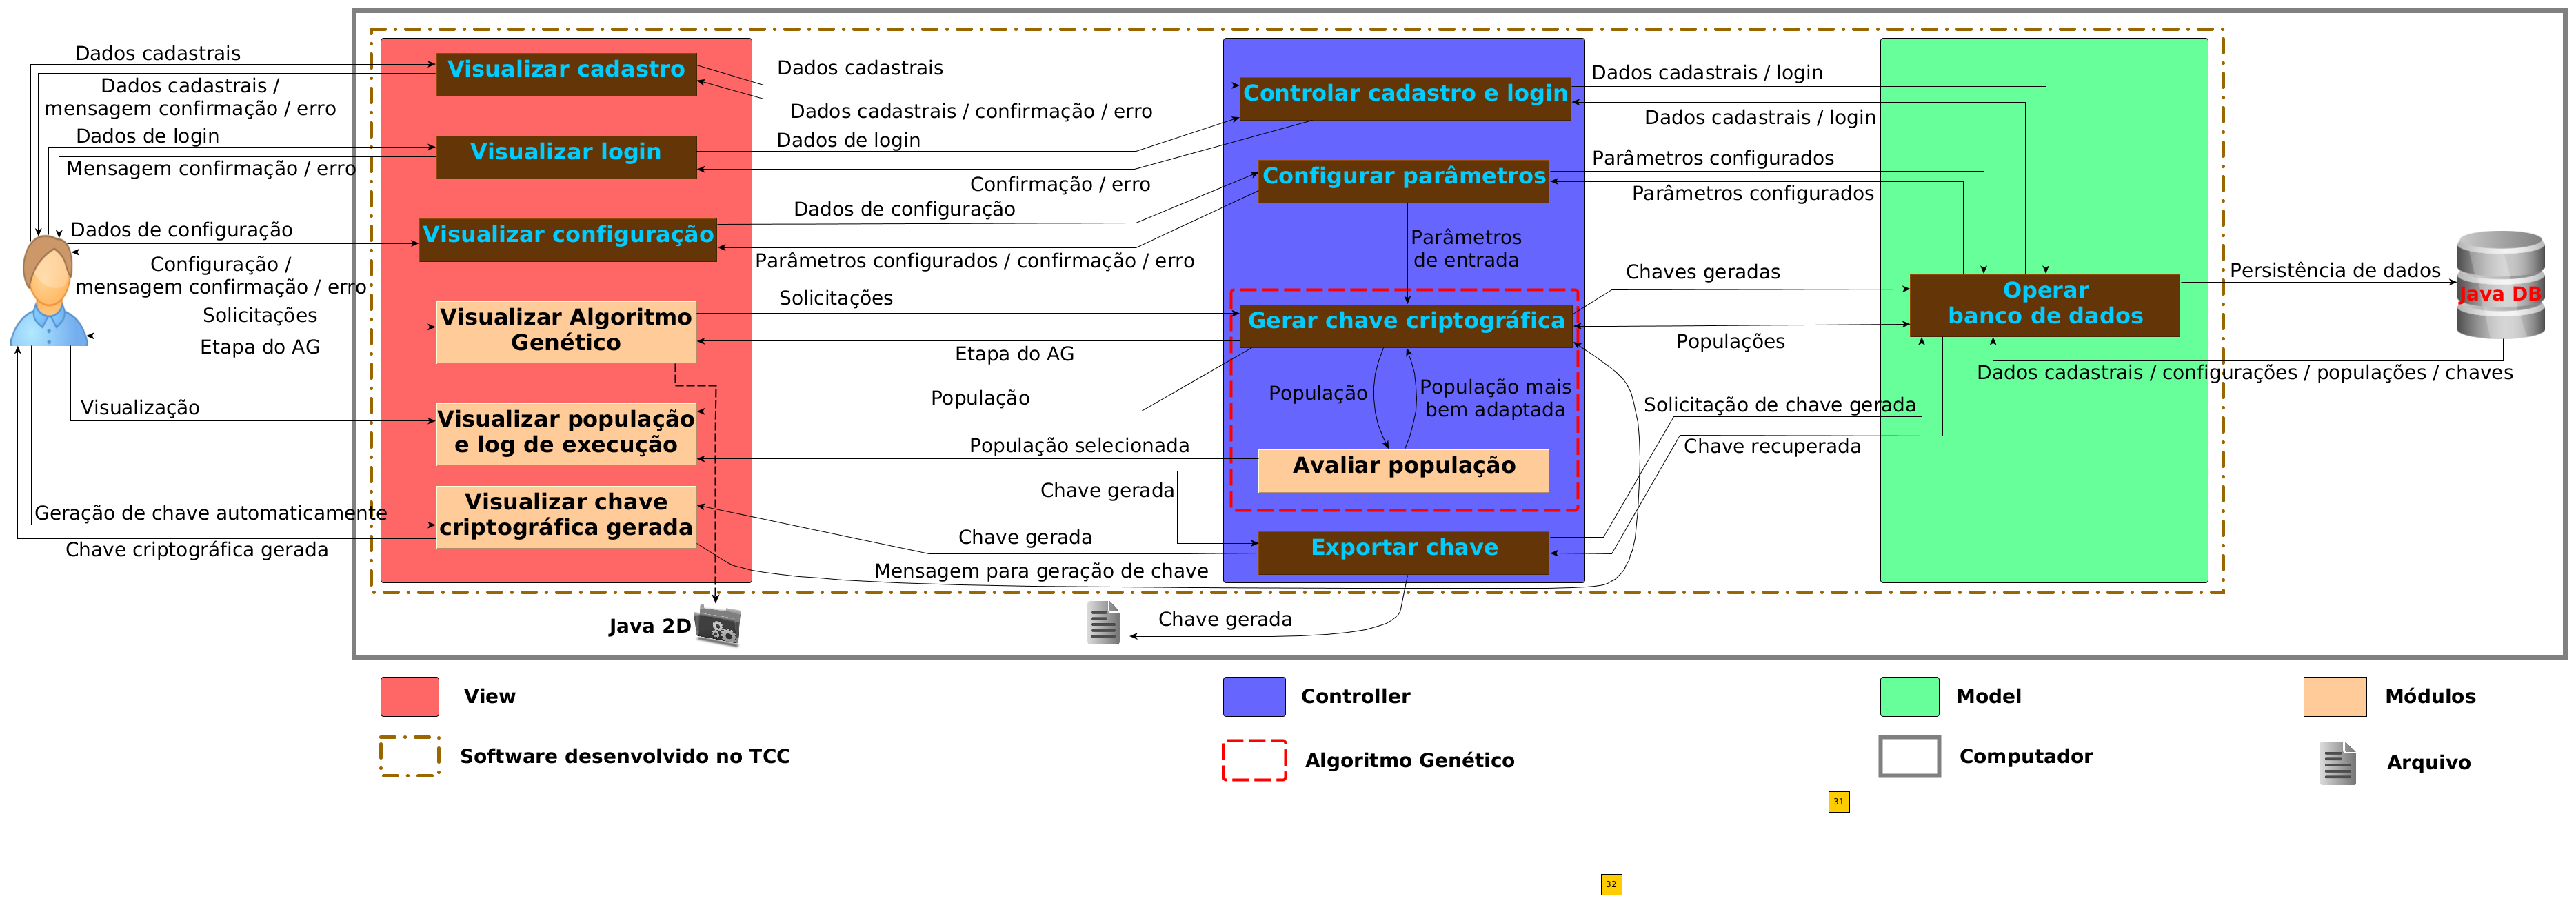 Dados cadastrais
Dados cadastrais /
mensagem confirmação / erro
Dados de login
Mensagem confirmação / erro
Dados de configuração
Configuração /
mensagem confirmação / erro
Solicitações
Etapa do AG
Visualização
Geração de chave automaticamente
Chave criptográfica gerada
Visualizar cadastro
Visualizar login
Visualizar configuração
Visualizar Algoritmo
Genético
Visualizar população
e log de execução
Visualizar chave
criptográfica gerada
Java 2D
Dados cadastrais
Dados cadastrais / confirmação / erro
Dados de login
Confirmação / erro
Dados de configuração
Parâmetros configurados / confirmação / erro
Solicitações
Etapa do AG
População
População selecionada
Chave gerada
Chave gerada
Mensagem para geração de chave
Chave gerada
Controlar cadastro e login
Configurar parâmetros
Parâmetros
de entrada
Gerar chave criptográfica
População
População mais
bem adaptada
Avaliar população
Exportar chave
Dados cadastrais / login
Dados cadastrais / login
Parâmetros configurados
Parâmetros configurados
Chaves geradas
Populações
Solicitação de chave gerada
Chave recuperada
Operar
banco de dados
Persistência de dados
Java DB
Dados cadastrais / configurações / populações / chaves
View
Controller
Model
Módulos
Software desenvolvido no TCC
Algoritmo Genético
Computador
Arquivo
31
32